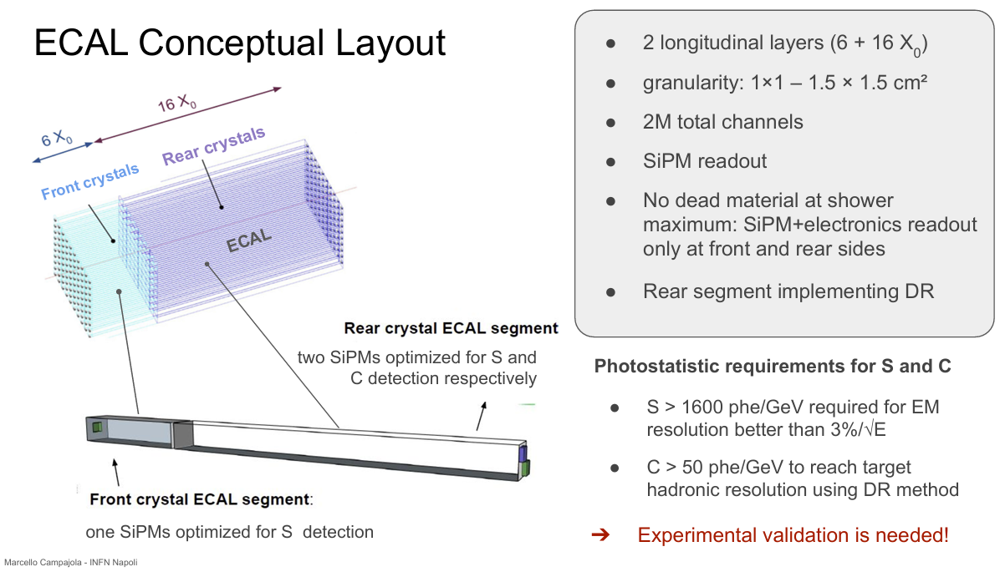 ECAL Conceptual Layout
6 X0
16 X0
Front crystals
Rear crystals
ECAL
Rear crystal ECAL segment
two SiPMs optimized for S and
C detection respectively
Front crystal ECAL segment:
one SiPMs optimized for S detection
● 2 longitudinal layers (6 + 16 X0)
● granularity: 1×1 – 1.5 × 1.5 cm²
● 2M total channels
● SiPM readout
● No dead material at shower
maximum: SiPM+electronics readout
only at front and rear sides
● Rear segment implementing DR
Photostatistic requirements for S and C
● S > 1600 phe/GeV required for EM
resolution better than 3%/√E
● C > 50 phe/GeV to reach target
hadronic resolution using DR method
➔ Experimental validation is needed!
Marcello Campajola - INFN Napoli